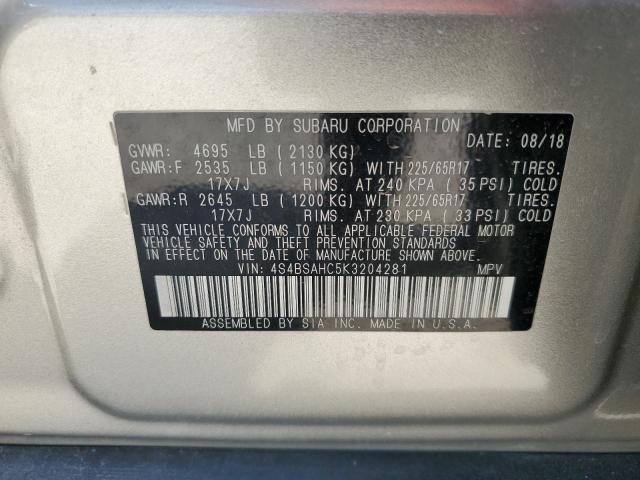 MFD BY SUBARU CORPORATION
DATE: 08/18
GVWR: 4695 LB (2130 KG)
GAWR:F 2535 LB (1150 KG) WITH 225/65R17 TIRES.
17X7J RIMS. AT 240 KPA (35 PSI) COLD
GAWR:R 2645 LB (1200 KG) WITH 225/65R17 TIRES.
17X7J RIMS. AT 230 KPA (33 PSI) COLD
THIS VEHICLE CONFORMS TO ALL APPLICABLE FEDERAL MOTOR
VEHICLE SAFETY AND THEFT PREVENTION STANDARDS
IN EFFECT ON THE DATE OF MANUFACTURE SHOWN ABOVE.
VIN: 4S4BSAHC5K3204281 MPV
ASSEMBLED BY SIA INC. MADE IN U.S.A.